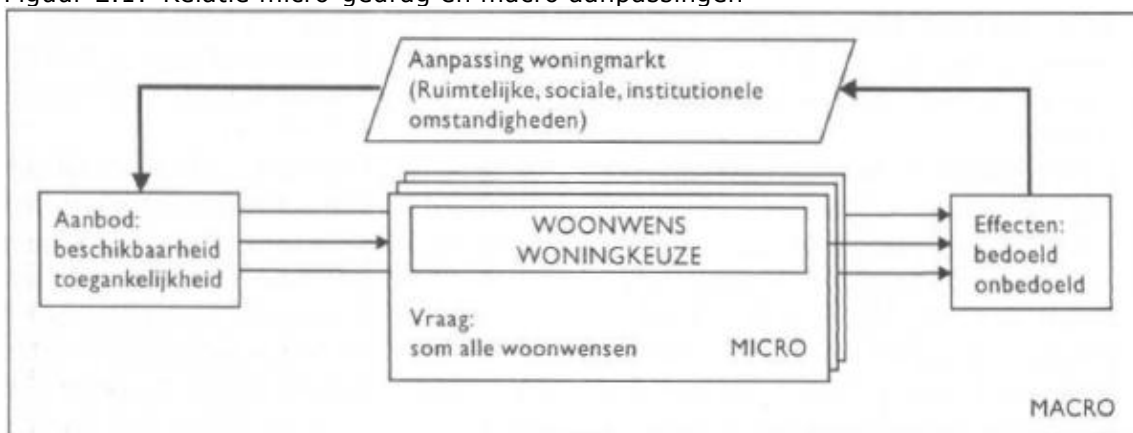 Figuur 2.1: Relatie micro-gedrag en macro-aanpassingen
Aanpassing woningmarkt
(Ruimtelijke, sociale, institutionele
omstandigheden)
Aanbod:
beschikbaarheid
toegankelijkheid
WOONWENS
WONINGKEUZE
Vraag:
som alle woonwensen
MICRO
Effecten:
bedoeld
onbedoeld
MACRO